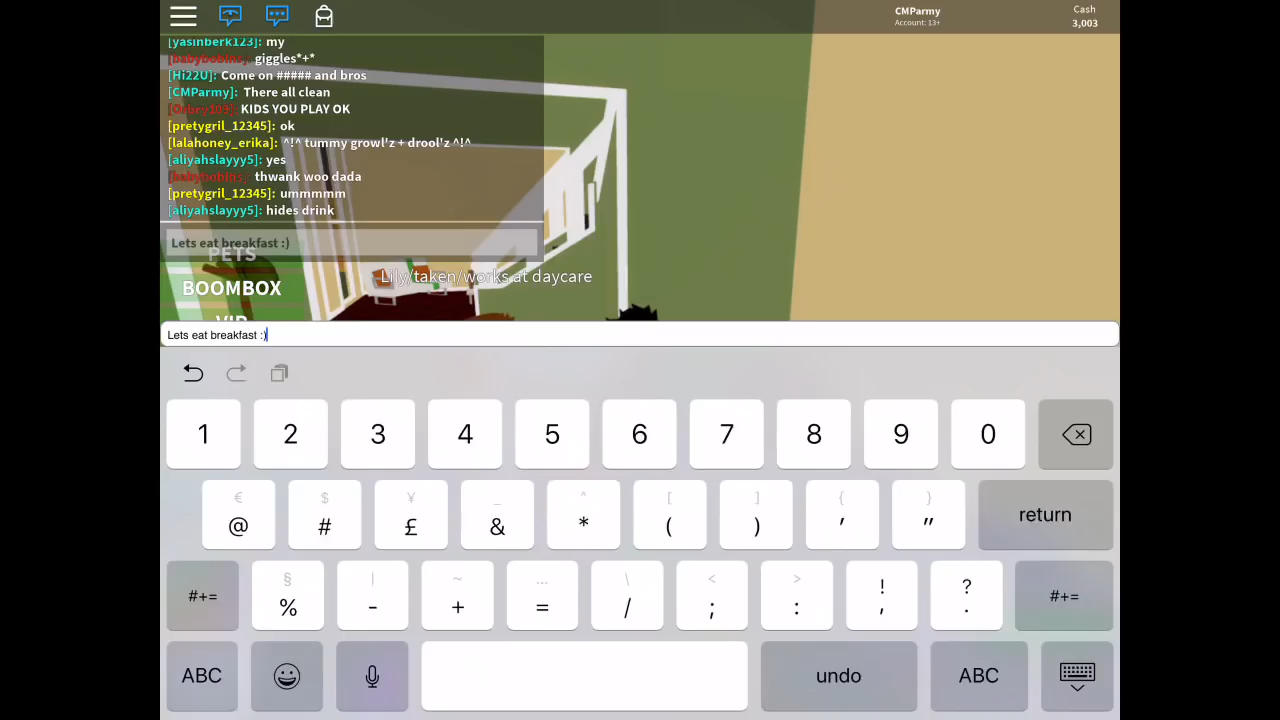 CMPArmy
Account: 13+
Cash
3,003
[yasinberk123]: my
giggles*+*
[Hi22U]: Come on ##### and bros
[CMPArmy]: There all clean
KIDS YOU PLAY OK
[pretygril_12345]: ok
[lalahoney_erika]: ^!^ tummy growl'z + drool'z ^!^
[aliyahslayyy5]: yes
thwank woo dada
[pretygril_12345]: ummmmm
[aliyahslayyy5]: hides drink
Lets eat breakfast :)
PETS
Lily/taken/works at daycare
BOOMBOX
VIP
Lets eat breakfast :)
1 2 3 4 5 6 7 8 9 0
€ $ ¥ _ ^ [ ] { }
@ # £ & * ( ) ' "
return
§ | ~ ... \ < > ! ?
#+= % - + = / ; : , . #+=
ABC undo ABC